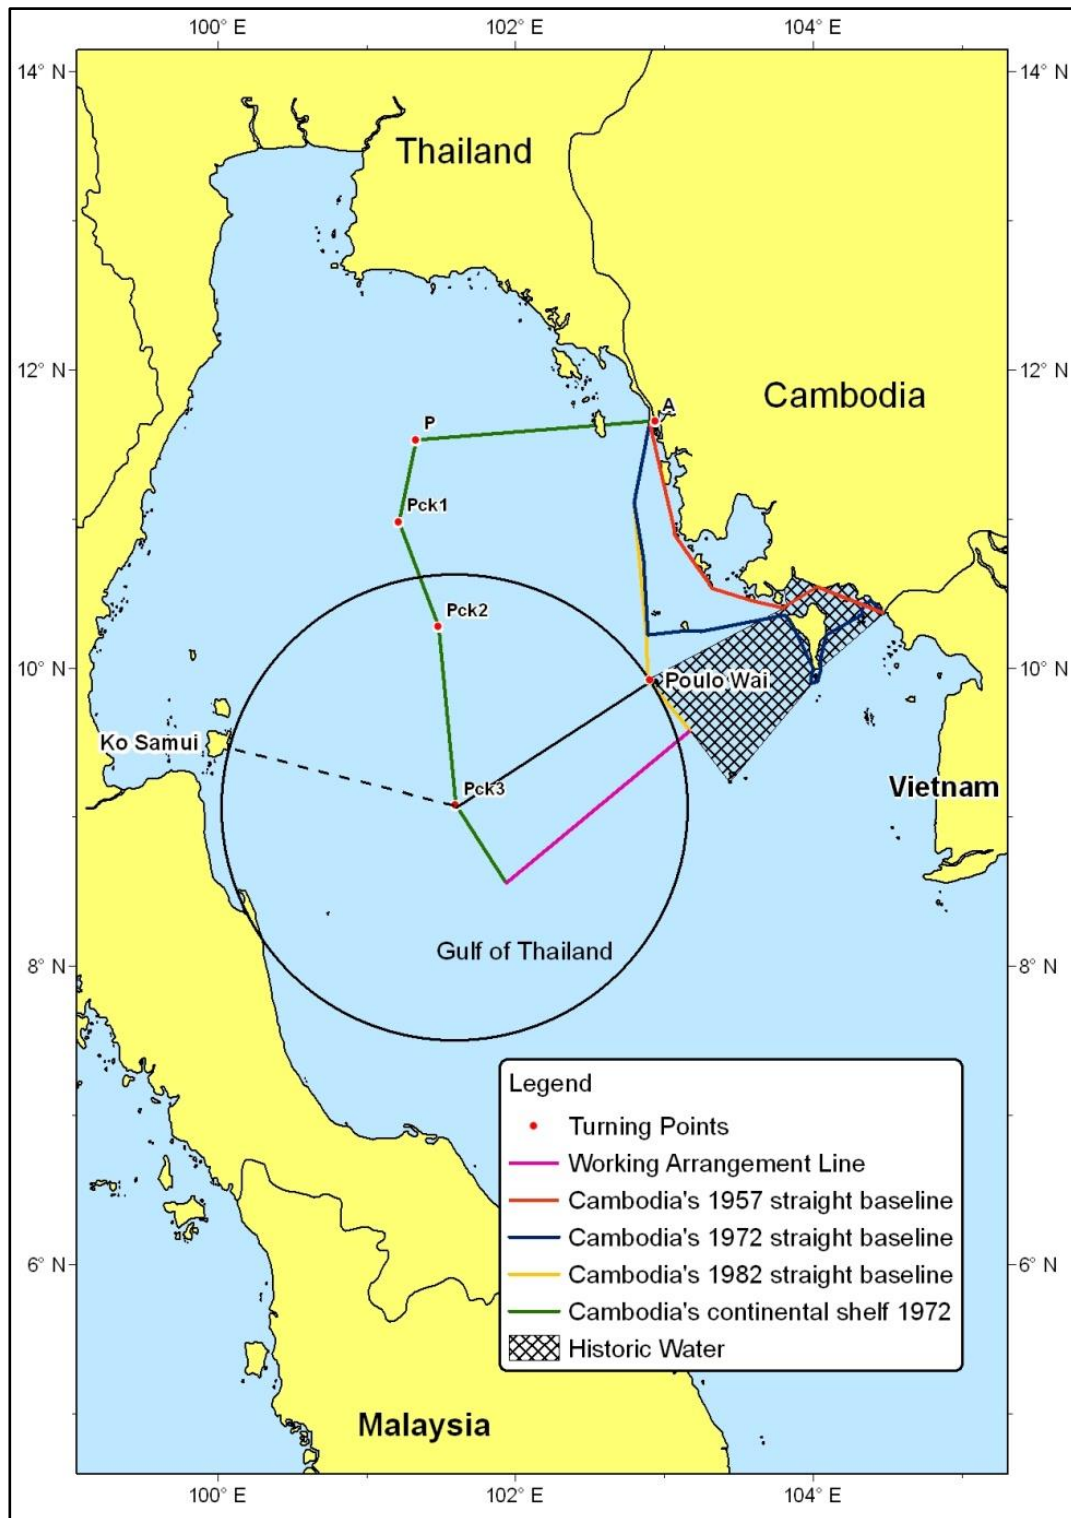 100° E 102° E 104° E
14° N 14° N
Thailand
12° N 12° N
Cambodia
A
P
Pck1
Pck2
10° N 10° N
Poulo Wai
Ko Samui
Pck3
Vietnam
Gulf of Thailand
8° N 8° N
Legend
Turning Points
Working Arrangement Line
Cambodia's 1957 straight baseline
Cambodia's 1972 straight baseline
6° N 6° N
Cambodia's 1982 straight baseline
Cambodia's continental shelf 1972
Historic Water
Malaysia
100° E 102° E 104° E